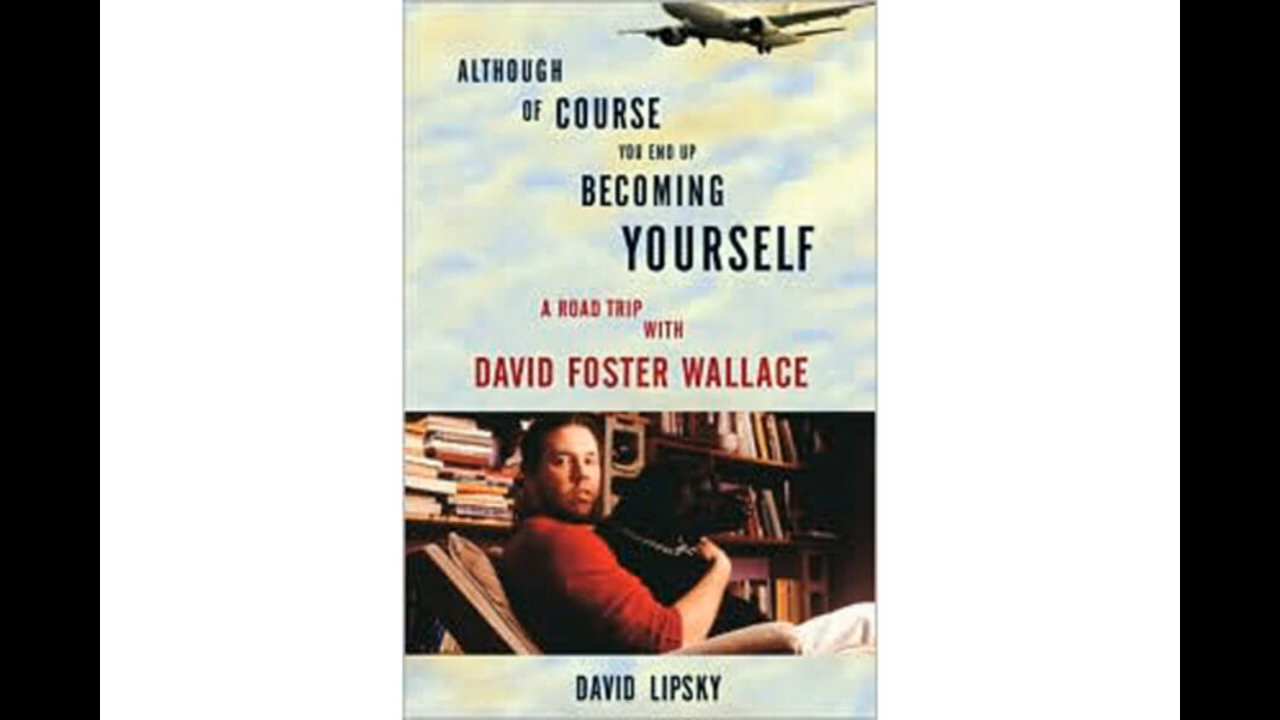 ALTHOUGH
OF COURSE
YOU END UP
BECOMING
YOURSELF
A ROAD TRIP
WITH
DAVID FOSTER WALLACE
DAVID LIPSKY